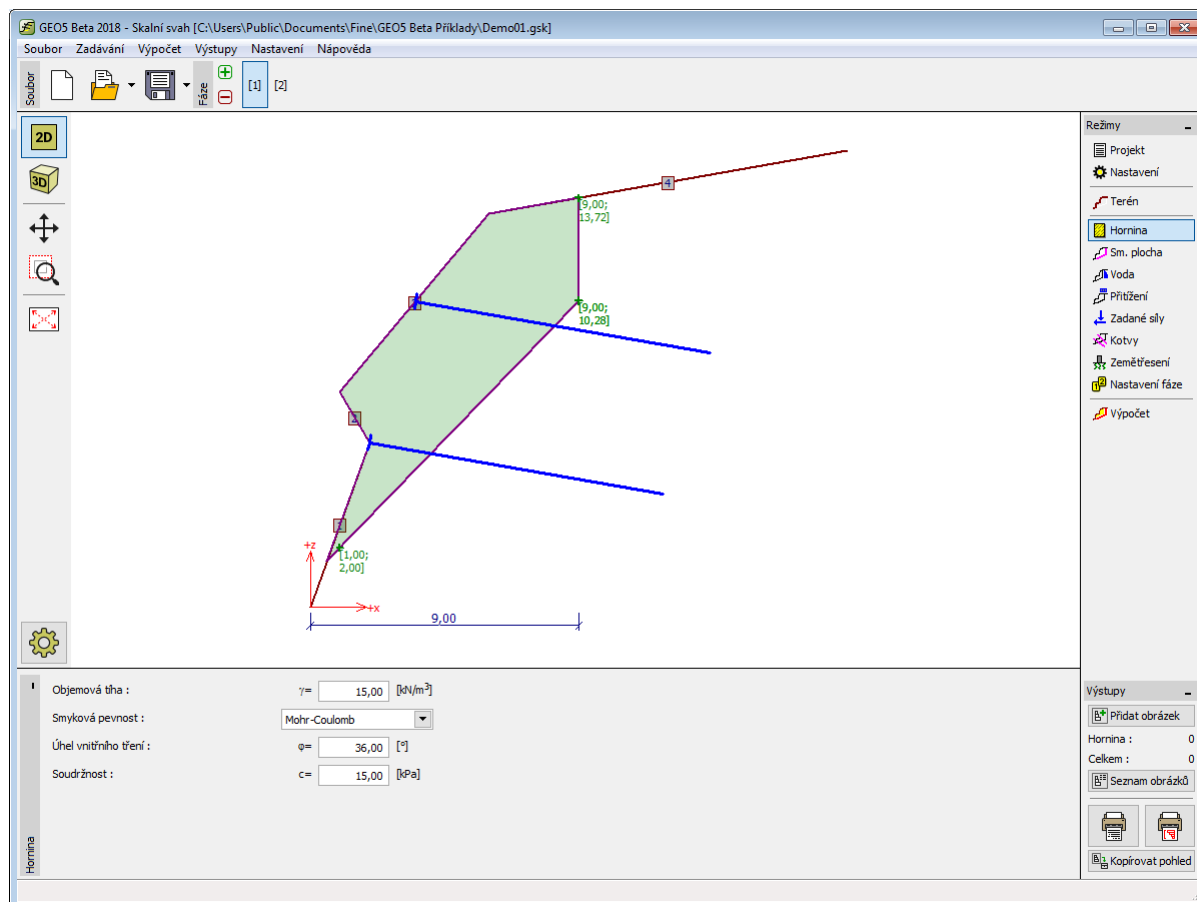 GEO5 Beta 2018 - Skalní svah [C:\Users\Public\Documents\Fine\GEO5 Beta Příklady\Demo01.gsk]
Soubor Zadávání Výpočet Výstupy Nastavení Nápověda
Soubor
Fáze
[1] [2]
2D
3D
4
[9,00;
13,72]
[9,00;
10,28]
2
1
[1,00;
2,00]
+z
+x
9,00
Režimy
Projekt
Nastavení
Terén
Hornina
Sm. plocha
Voda
Přitížení
Zadané síly
Kotvy
Zemětřesení
Nastavení fáze
Výpočet
Objemová tíha : γ= 15,00 [kN/m³]
Smyková pevnost : Mohr-Coulomb
Úhel vnitřního tření : φ= 36,00 [°]
Soudržnost : c= 15,00 [kPa]
Hornina
Výstupy
Přidat obrázek
Hornina : 0
Celkem : 0
Seznam obrázků
Kopírovat pohled